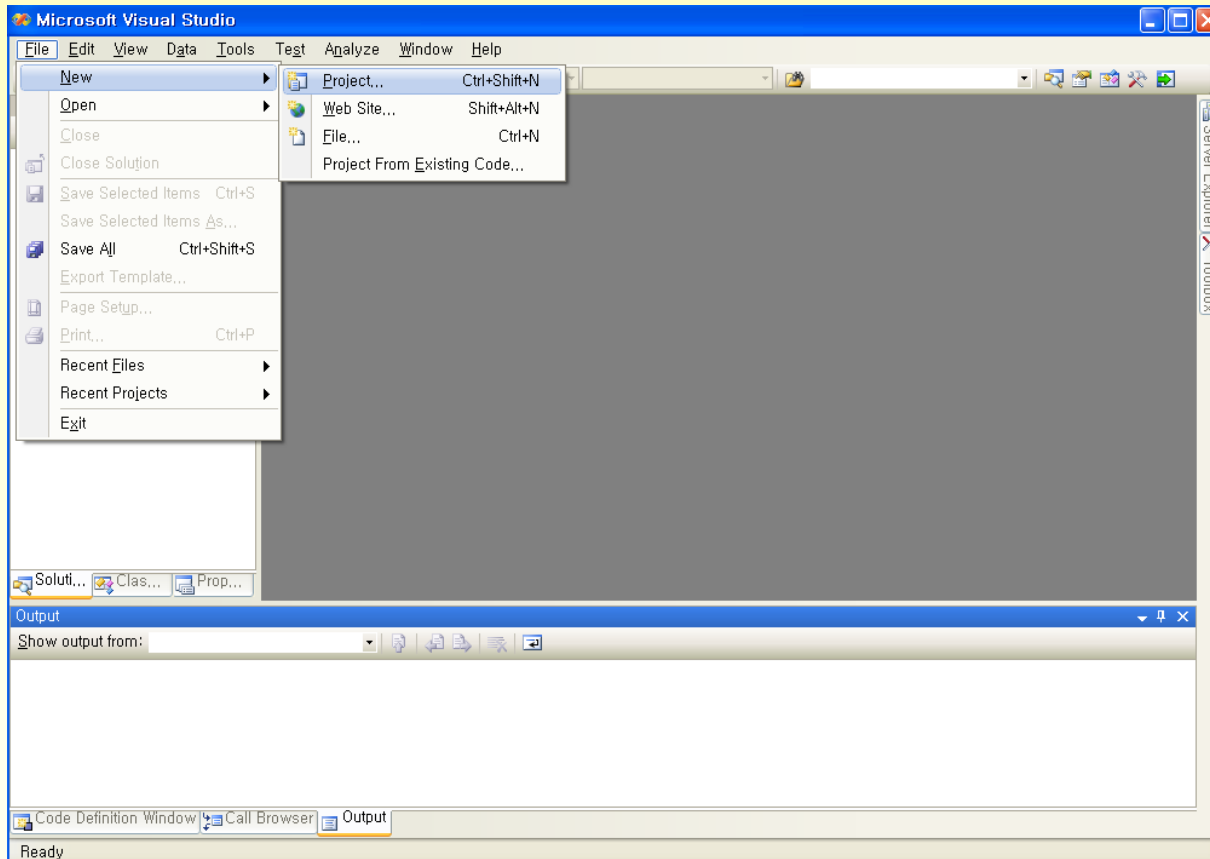 Microsoft Visual Studio
File Edit View Data Tools Test Analyze Window Help
New
Open
Close
Close Solution
Save Selected Items Ctrl+S
Save Selected Items As...
Save All Ctrl+Shift+S
Export Template...
Page Setup...
Print... Ctrl+P
Recent Files
Recent Projects
Exit
Project... Ctrl+Shift+N
Web Site... Shift+Alt+N
File... Ctrl+N
Project From Existing Code...
Server Explorer
Toolbox
Soluti... Clas... Prop...
Output
Show output from:
Code Definition Window Call Browser Output
Ready